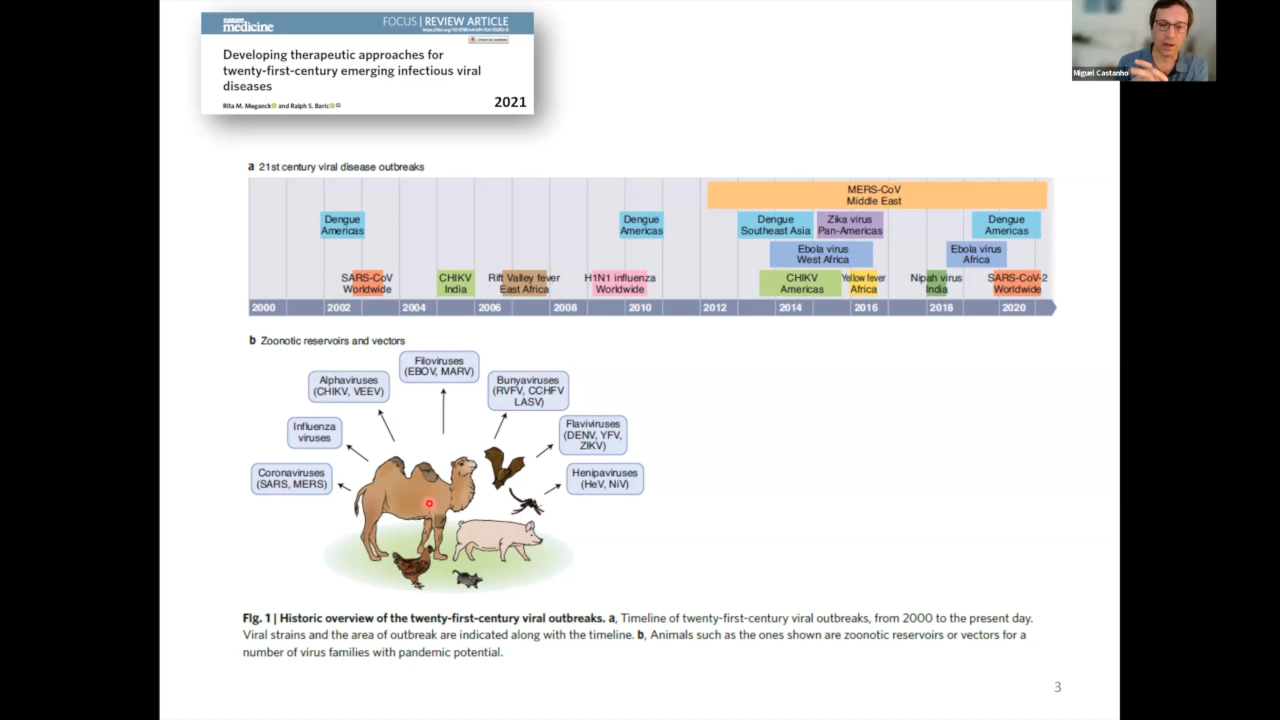 nature
medicine
FOCUS | REVIEW ARTICLE
Developing therapeutic approaches for
twenty-first-century emerging infectious viral
diseases
Rita M. Meganck and Ralph S. Baric
2021
Miguel Castanho
a 21st century viral disease outbreaks
MERS-CoV
Middle East
Dengue
Americas
Dengue
Americas
Dengue
Southeast Asia
Zika virus
Pan-Americas
Dengue
Americas
Ebola virus
West Africa
Ebola virus
Africa
SARS-CoV
Worldwide
CHIKV
India
Rift Valley fever
East Africa
H1N1 influenza
Worldwide
CHIKV
Americas
Yellow fever
Africa
Nipah virus
India
SARS-CoV-2
Worldwide
2000 2002 2004 2006 2008 2010 2012 2014 2016 2018 2020
b Zoonotic reservoirs and vectors
Filoviruses
(EBOV, MARV)
Alphaviruses
(CHIKV, VEEV)
Bunyaviruses
(RVFV, CCHFV
LASV)
Influenza
viruses
Flaviviruses
(DENV, YFV,
ZIKV)
Coronaviruses
(SARS, MERS)
Henipaviruses
(HeV, NiV)
Fig. 1 | Historic overview of the twenty-first-century viral outbreaks. a, Timeline of twenty-first-century viral outbreaks, from 2000 to the present day.
Viral strains and the area of outbreak are indicated along with the timeline. b, Animals such as the ones shown are zoonotic reservoirs or vectors for a
number of virus families with pandemic potential.
3